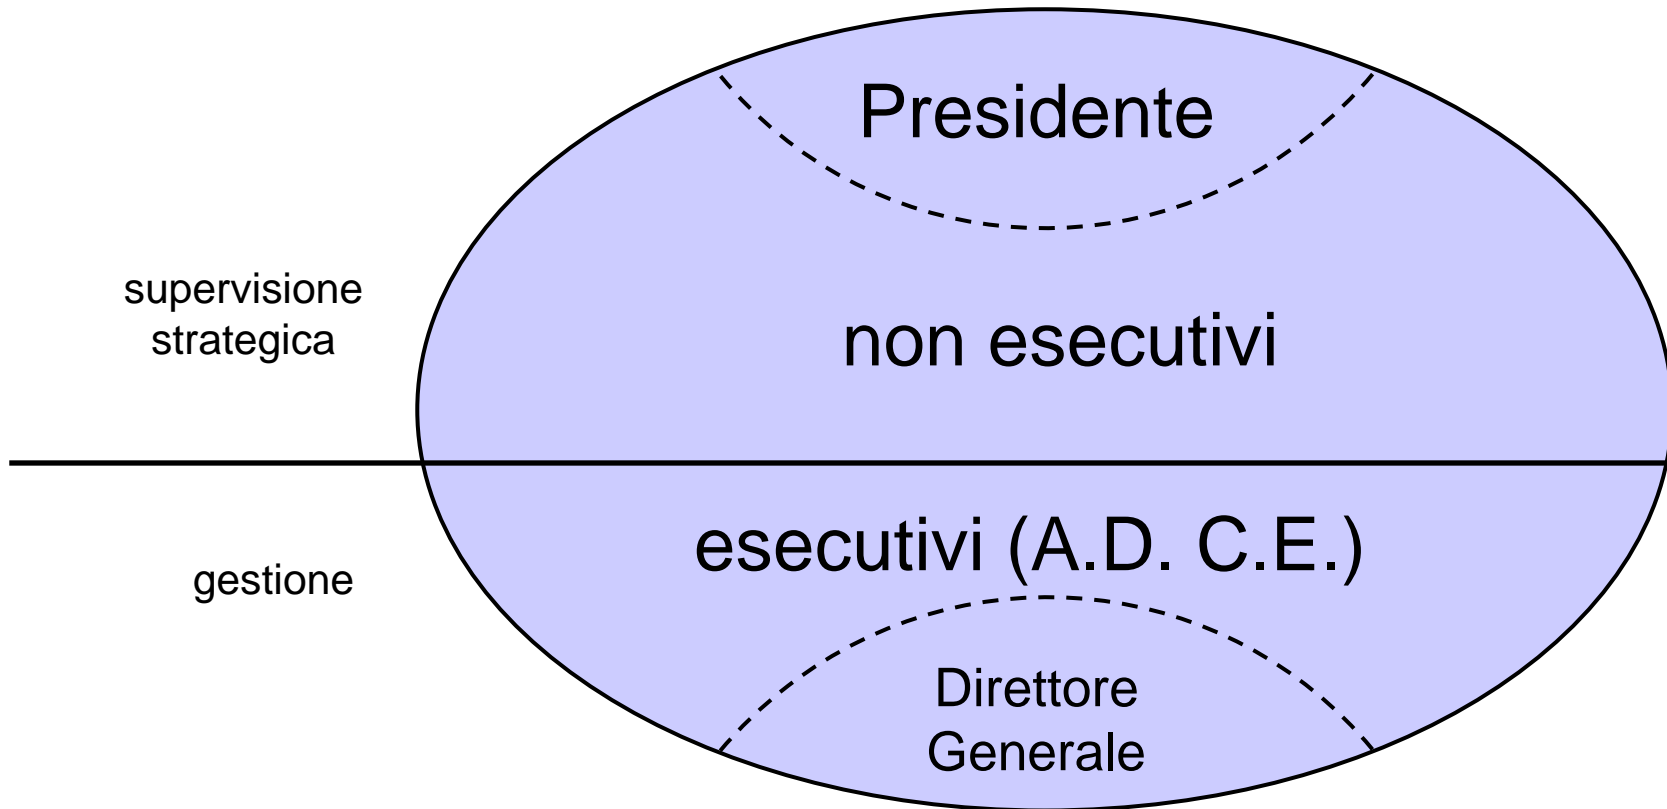 Presidente
supervisione
strategica
non esecutivi
esecutivi (A.D. C.E.)
gestione
Direttore
Generale